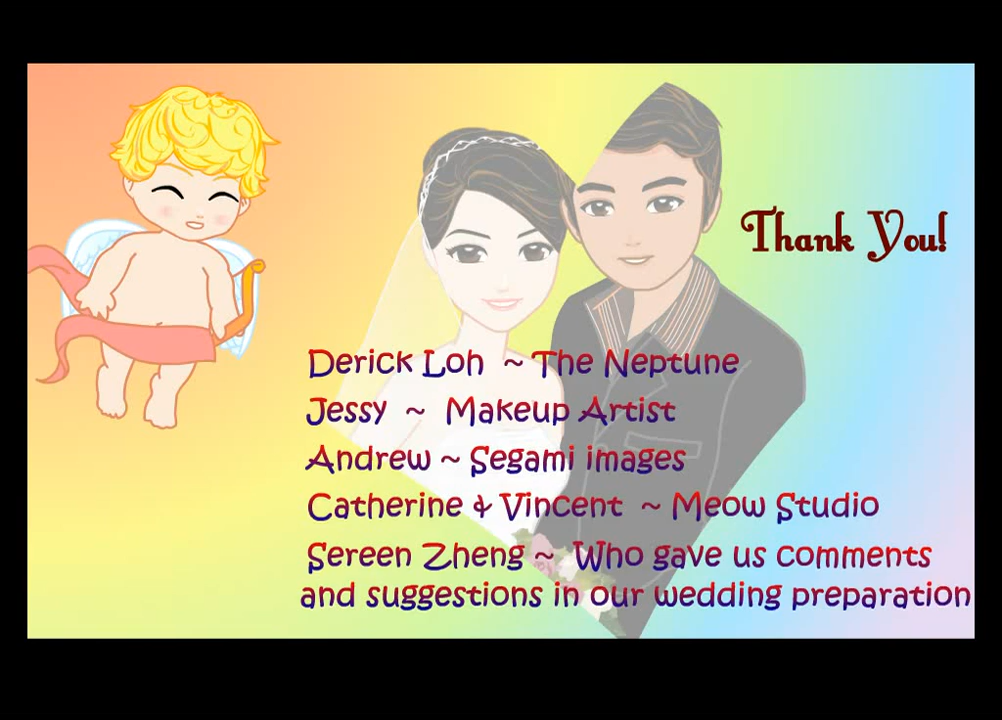 Thank You!
Derick Loh ~ The Neptune
Jessy ~ Makeup Artist
Andrew ~ Segami images
Catherine & Vincent ~ Meow Studio
Sereen Zheng ~ Who gave us comments
and suggestions in our wedding preparation